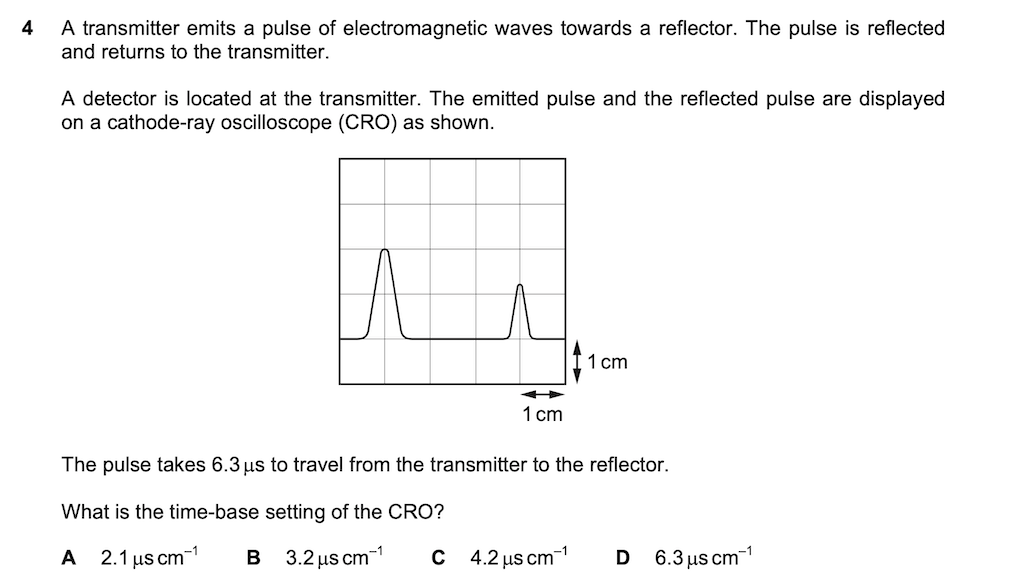 4 A transmitter emits a pulse of electromagnetic waves towards a reflector. The pulse is reflected
and returns to the transmitter.
A detector is located at the transmitter. The emitted pulse and the reflected pulse are displayed
on a cathode-ray oscilloscope (CRO) as shown.
1 cm
1 cm
The pulse takes 6.3 μs to travel from the transmitter to the reflector.
What is the time-base setting of the CRO?
A 2.1 μs cm⁻¹ B 3.2 μs cm⁻¹ C 4.2 μs cm⁻¹ D 6.3 μs cm⁻¹